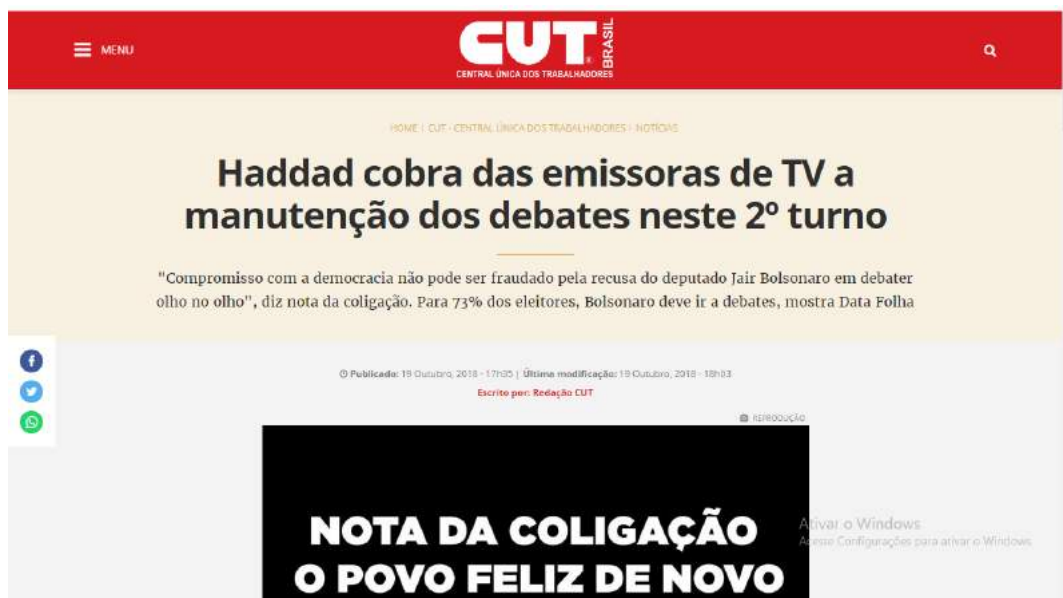 MENU
CUT BRASIL
CENTRAL ÚNICA DOS TRABALHADORES
HOME | CUT - CENTRAL ÚNICA DOS TRABALHADORES > NOTÍCIAS
Haddad cobra das emissoras de TV a
manutenção dos debates neste 2º turno
"Compromisso com a democracia não pode ser fraudado pela recusa do deputado Jair Bolsonaro em debater
olho no olho", diz nota da coligação. Para 73% dos eleitores, Bolsonaro deve ir a debates, mostra Data Folha
Publicado: 19 Outubro, 2018 - 17h35 | Última modificação: 19 Outubro, 2018 - 18h03
Escrito por: Redação CUT
REPRODUÇÃO
NOTA DA COLIGAÇÃO
O POVO FELIZ DE NOVO
Ativar o Windows
Acesse Configurações para ativar o Windows.